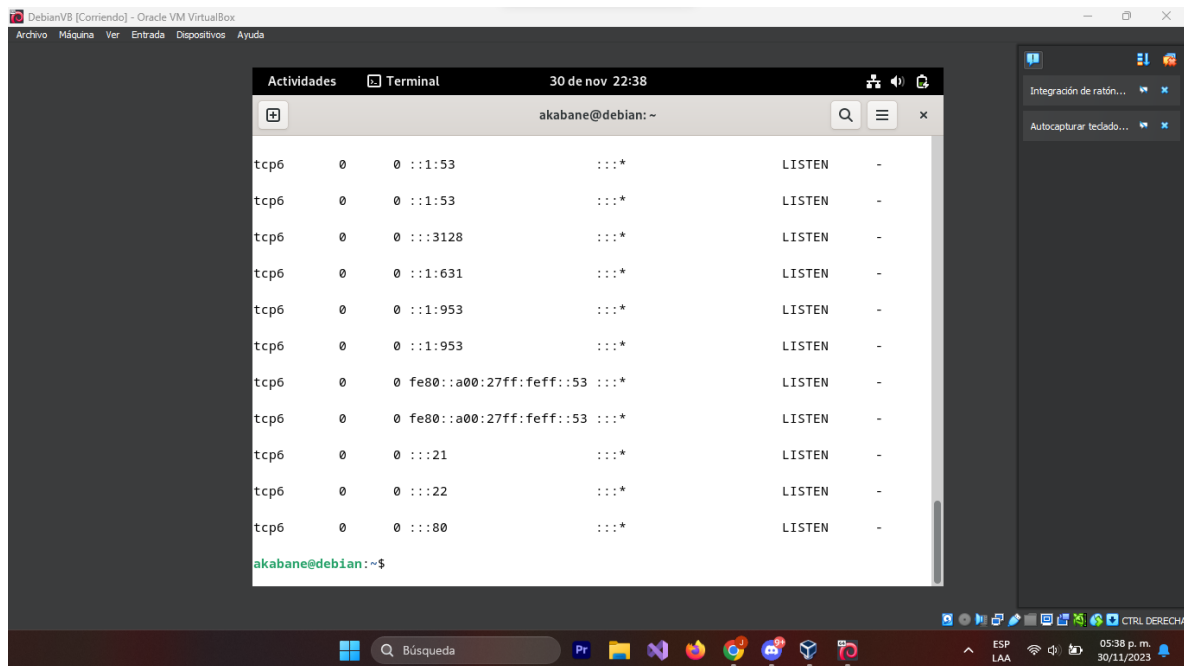 DebianVB [Corriendo] - Oracle VM VirtualBox
Archivo Máquina Ver Entrada Dispositivos Ayuda
Actividades Terminal 30 de nov 22:38
akabane@debian: ~
Integración de ratón...
Autocapturar teclado...
tcp6 0 0 ::1:53 :::* LISTEN -
tcp6 0 0 ::1:53 :::* LISTEN -
tcp6 0 0 :::3128 :::* LISTEN -
tcp6 0 0 ::1:631 :::* LISTEN -
tcp6 0 0 ::1:953 :::* LISTEN -
tcp6 0 0 ::1:953 :::* LISTEN -
tcp6 0 0 fe80::a00:27ff:feff::53 :::* LISTEN -
tcp6 0 0 fe80::a00:27ff:feff::53 :::* LISTEN -
tcp6 0 0 :::21 :::* LISTEN -
tcp6 0 0 :::22 :::* LISTEN -
tcp6 0 0 :::80 :::* LISTEN -
akabane@debian:~$
CTRL DERECHA
Búsqueda
Pr
9+
ESP
LAA
05:38 p. m.
30/11/2023